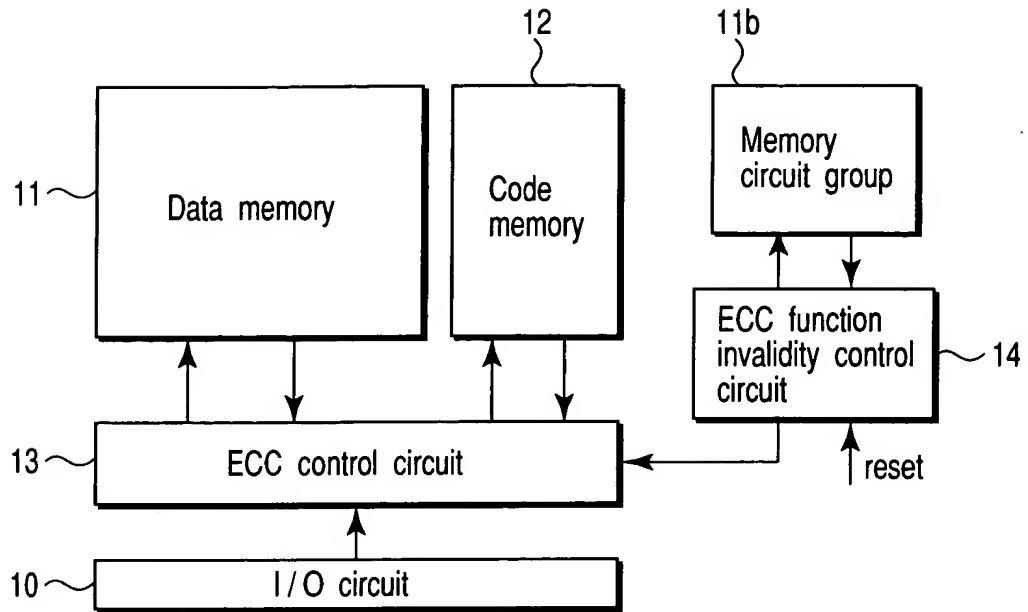 12
11b
11
Data memory
Code
memory
Memory
circuit group
ECC function
invalidity control
circuit
14
13
ECC control circuit
reset
10
I/O circuit